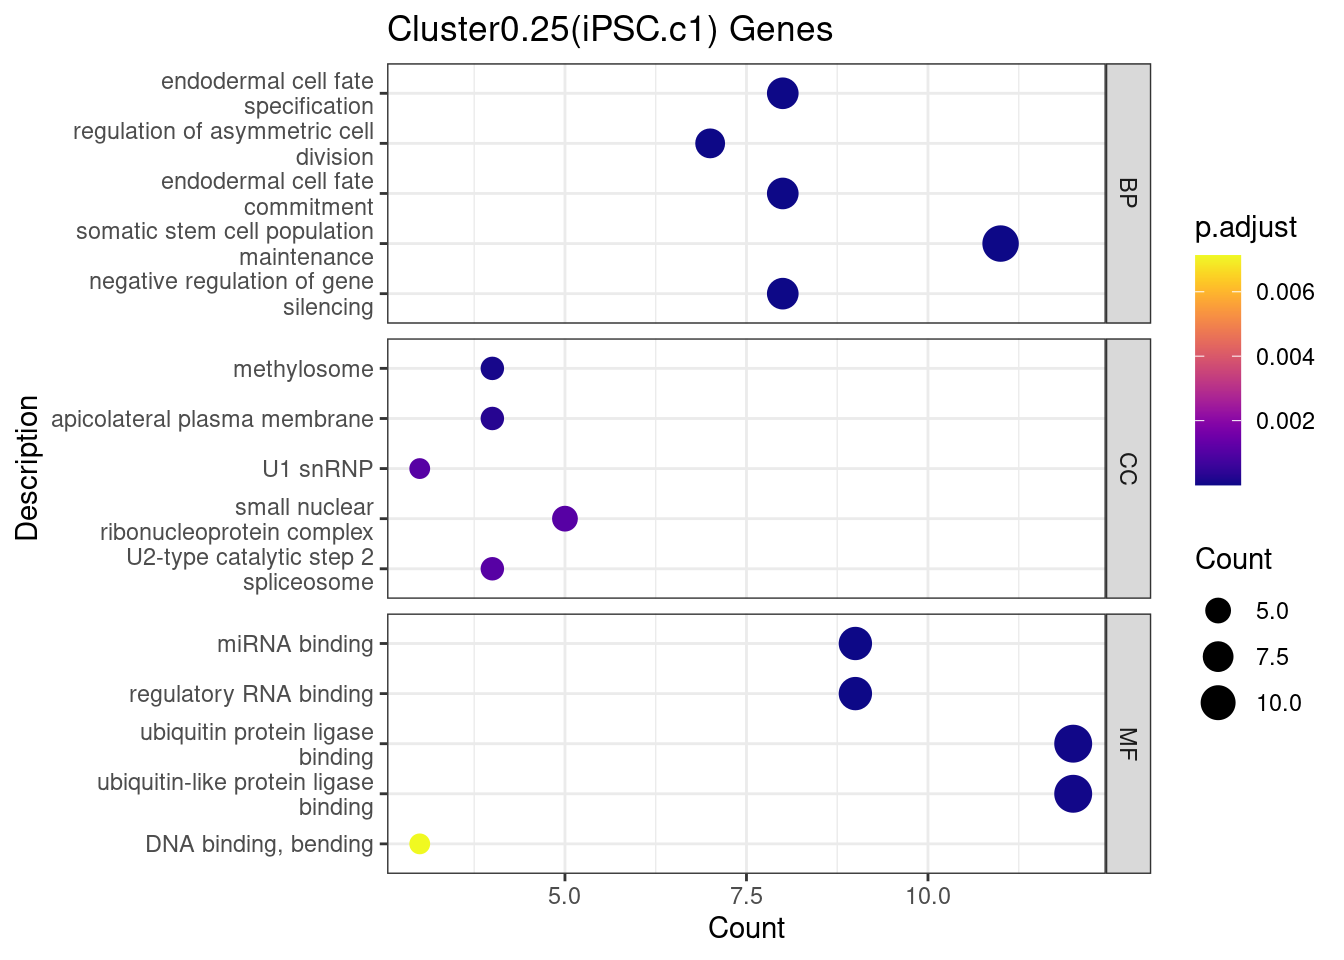 Cluster0.25(iPSC.c1) Genes
endodermal cell fate
specification
regulation of asymmetric cell
division
endodermal cell fate
commitment
somatic stem cell population
maintenance
negative regulation of gene
silencing
BP
methylosome
apicolateral plasma membrane
U1 snRNP
small nuclear
ribonucleoprotein complex
U2-type catalytic step 2
spliceosome
CC
miRNA binding
regulatory RNA binding
ubiquitin protein ligase
binding
ubiquitin-like protein ligase
binding
DNA binding, bending
MF
Description
5.0
7.5
10.0
Count
p.adjust
0.006
0.004
0.002
Count
5.0
7.5
10.0